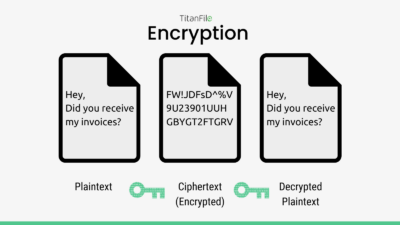 TitanFile
Encryption
Hey,
Did you receive
my invoices?
FW!JDFsD^%V
9U23901UUH
GBYGT2FTGRV
Hey,
Did you receive
my invoices?
Plaintext
Ciphertext
(Encrypted)
Decrypted
Plaintext